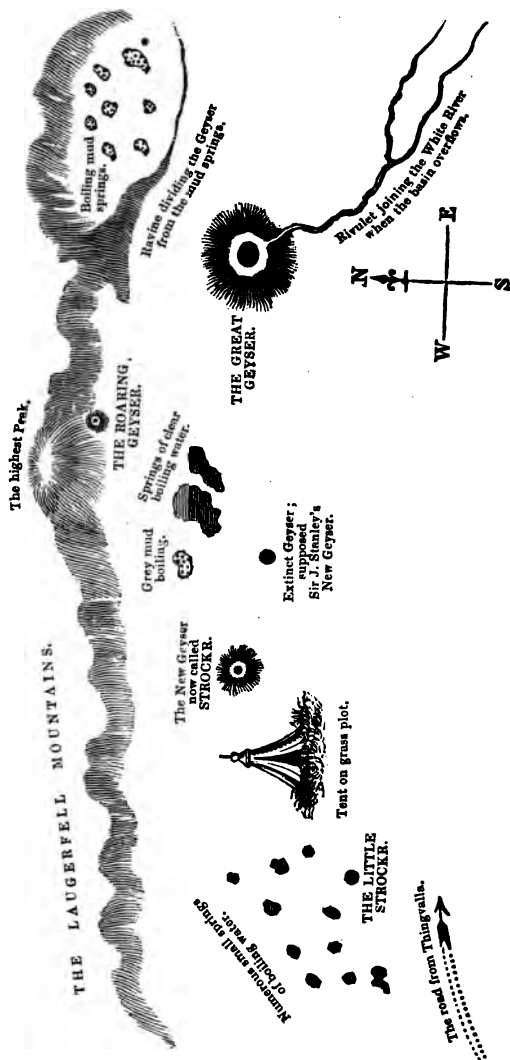 THE LAUGERFELL MOUNTAINS.
The highest Peak.
THE ROARING
GEYSER.
Boiling mud
springs.
Ravine dividing the Geyser
from the mud springs.
Springs of clear
boiling water.
Grey mud
boiling.
The New Geyser
now called
STROCKR.
Extinct Geyser;
supposed
Sir J. Stanley's
New Geyser.
THE GREAT
GEYSER.
Rivulet joining the White River
when the basin overflows.
Tent on grass plot.
Numerous small springs
of boiling water.
THE LITTLE
STROCKR.
The road from Thingvalla.
N
W
E
S